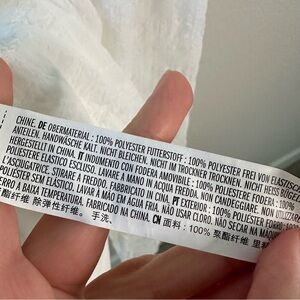 CHINE. DE OBERMATERIAL : 100% POLYESTER FUTTERSTOFF : 100% POLYESTER FREI VON ELASTISCHEN
ANTEILEN. HANDWÄSCHE KALT. NICHT BLEICHEN. NICHT IM TROCKNER TROCKNEN. NICHT HEISS BÜGELN
HERGESTELLT IN CHINA. IT INDUMENTO CON FODERA AMOVIBILE : 100% POLIESTERE FODERA : 100%
POLIESTERE ELASTICO ESCLUSO. LAVARE A MANO IN ACQUA FREDDA. NON CANDEGGIARE. NON
L'ASCIUGATRICE. STIRARE A FREDDO. FABBRICATO IN CINA. PT EXTERIOR : 100% POLIÉSTER FORRO: 100%
POLIÉSTER SEM ELÁSTICO. LAVAR À MÃO EM ÁGUA FRIA. NÃO USAR CLORO. NÃO SECAR NA MAQUINA
FERRO A BAIXA TEMPERATURA. FABRICADO NA CHINA. CN 面料 : 100% 聚酯纤维 里
酯纤维 除弹性纤维。手洗。